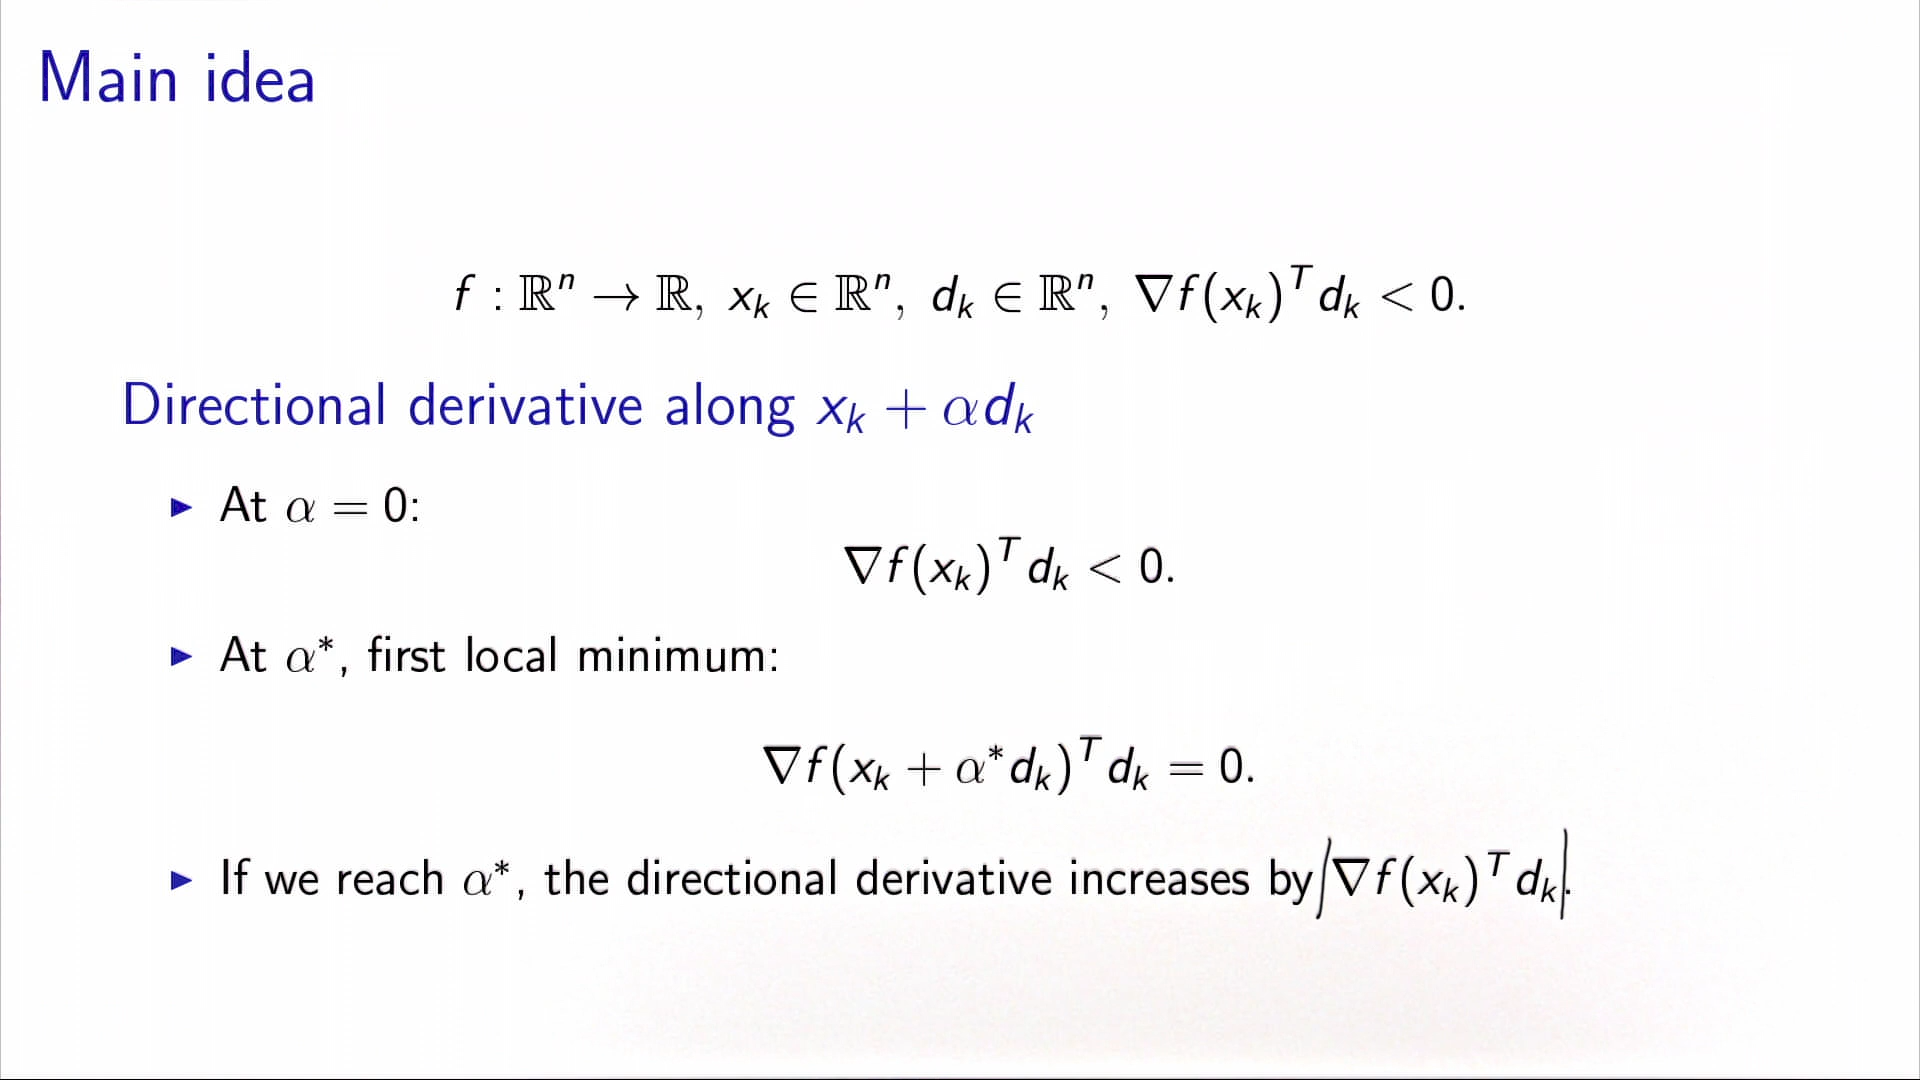 Main idea
f : ℝⁿ → ℝ, xₖ ∈ ℝⁿ, dₖ ∈ ℝⁿ, ∇f(xₖ)ᵀdₖ < 0.
Directional derivative along xₖ + αdₖ
▶ At α = 0:
∇f(xₖ)ᵀdₖ < 0.
▶ At α*, first local minimum:
∇f(xₖ + α*dₖ)ᵀdₖ = 0.
▶ If we reach α*, the directional derivative increases by |∇f(xₖ)ᵀdₖ|.